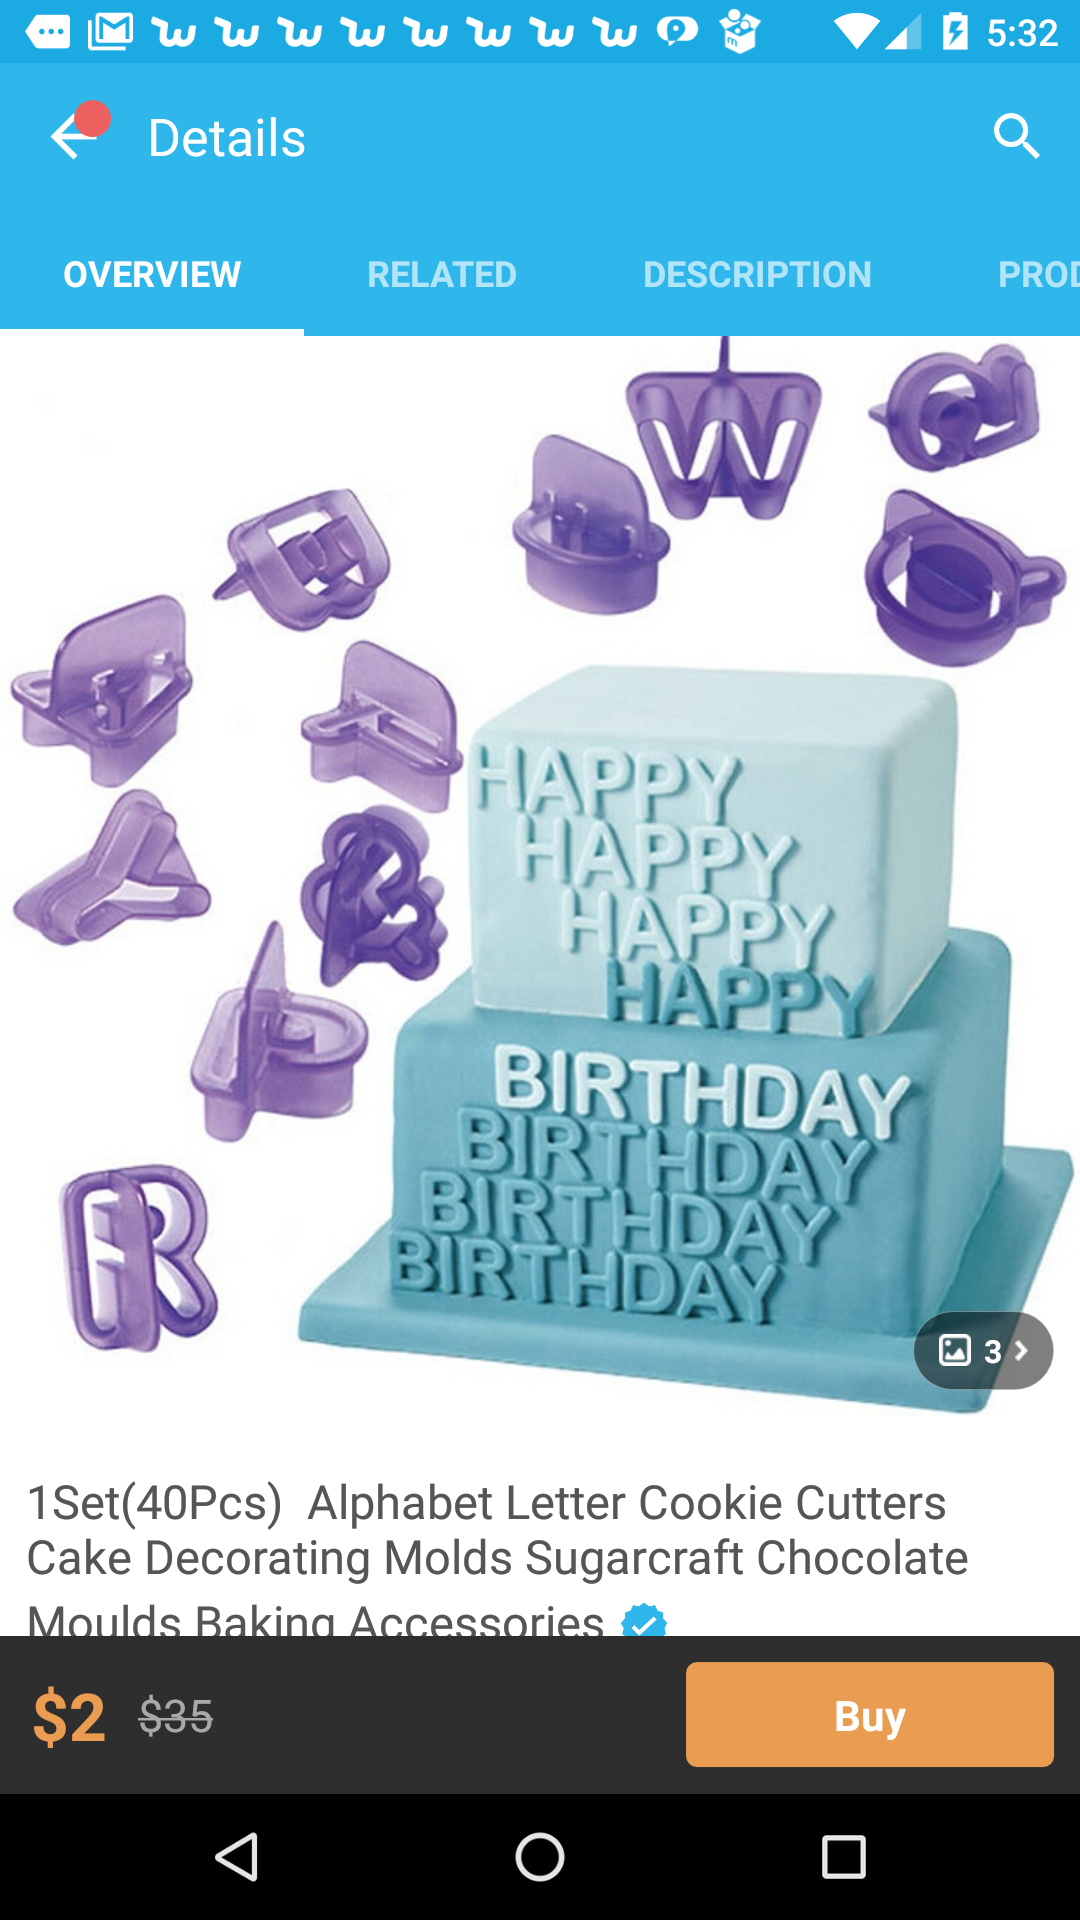 5:32
Details
OVERVIEW RELATED DESCRIPTION PROD
W
HAPPY
HAPPY
HAPPY
HAPPY
BIRTHDAY
BIRTHDAY
BIRTHDAY
BIRTHDAY
R
3
1Set(40Pcs) Alphabet Letter Cookie Cutters
Cake Decorating Molds Sugarcraft Chocolate
Moulds Baking Accessories
$2 $35 Buy